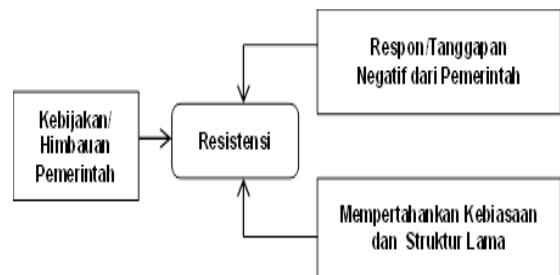 Respon/Tanggapan
Negatif dari Pemerintah
Kebijakan/
Himbauan
Pemerintah
Resistensi
Mempertahankan Kebiasaan
dan Struktur Lama